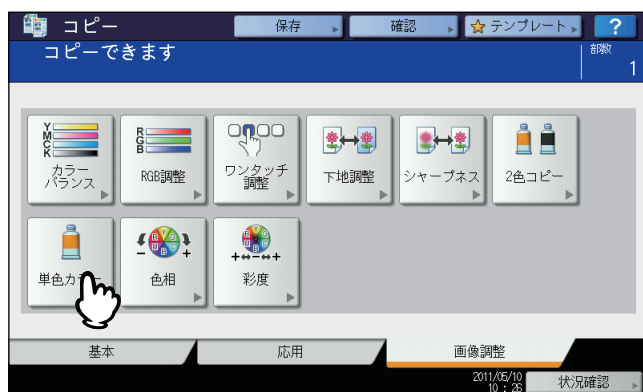 コピー
保存
確認
テンプレート
?
コピーできます
部数
1
Y
M
C
K
カラー
バランス
R
G
B
RGB調整
ワンタッチ
調整
下地調整
シャープネス
2色コピー
単色カラー
- +
色相
+⇔−⇔+
彩度
基本
応用
画像調整
2011/05/10
10:26
状況確認